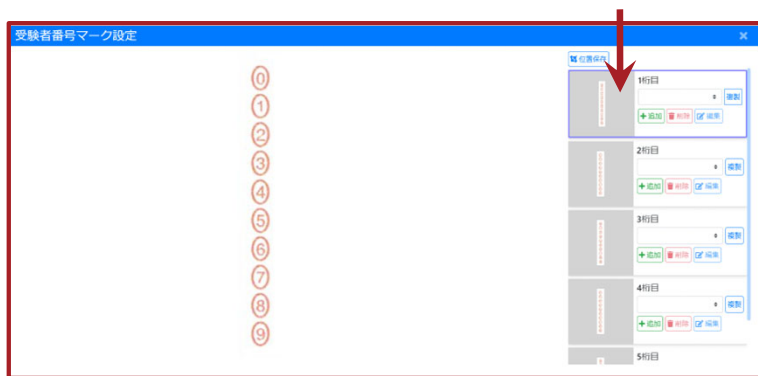 受験者番号マーク設定 ×
位置保存
0
1
2
3
4
5
6
7
8
9
1桁目
複製
+追加 削除 編集
2桁目
複製
+追加 削除 編集
3桁目
複製
+追加 削除 編集
4桁目
複製
+追加 削除 編集
5桁目